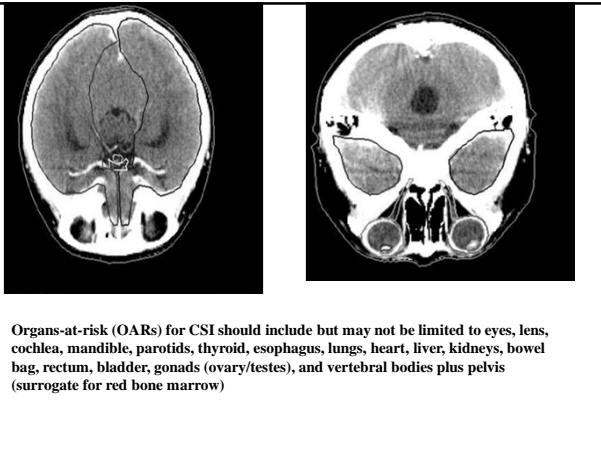 Organs-at-risk (OARs) for CSI should include but may not be limited to eyes, lens,
cochlea, mandible, parotids, thyroid, esophagus, lungs, heart, liver, kidneys, bowel
bag, rectum, bladder, gonads (ovary/testes), and vertebral bodies plus pelvis
(surrogate for red bone marrow)